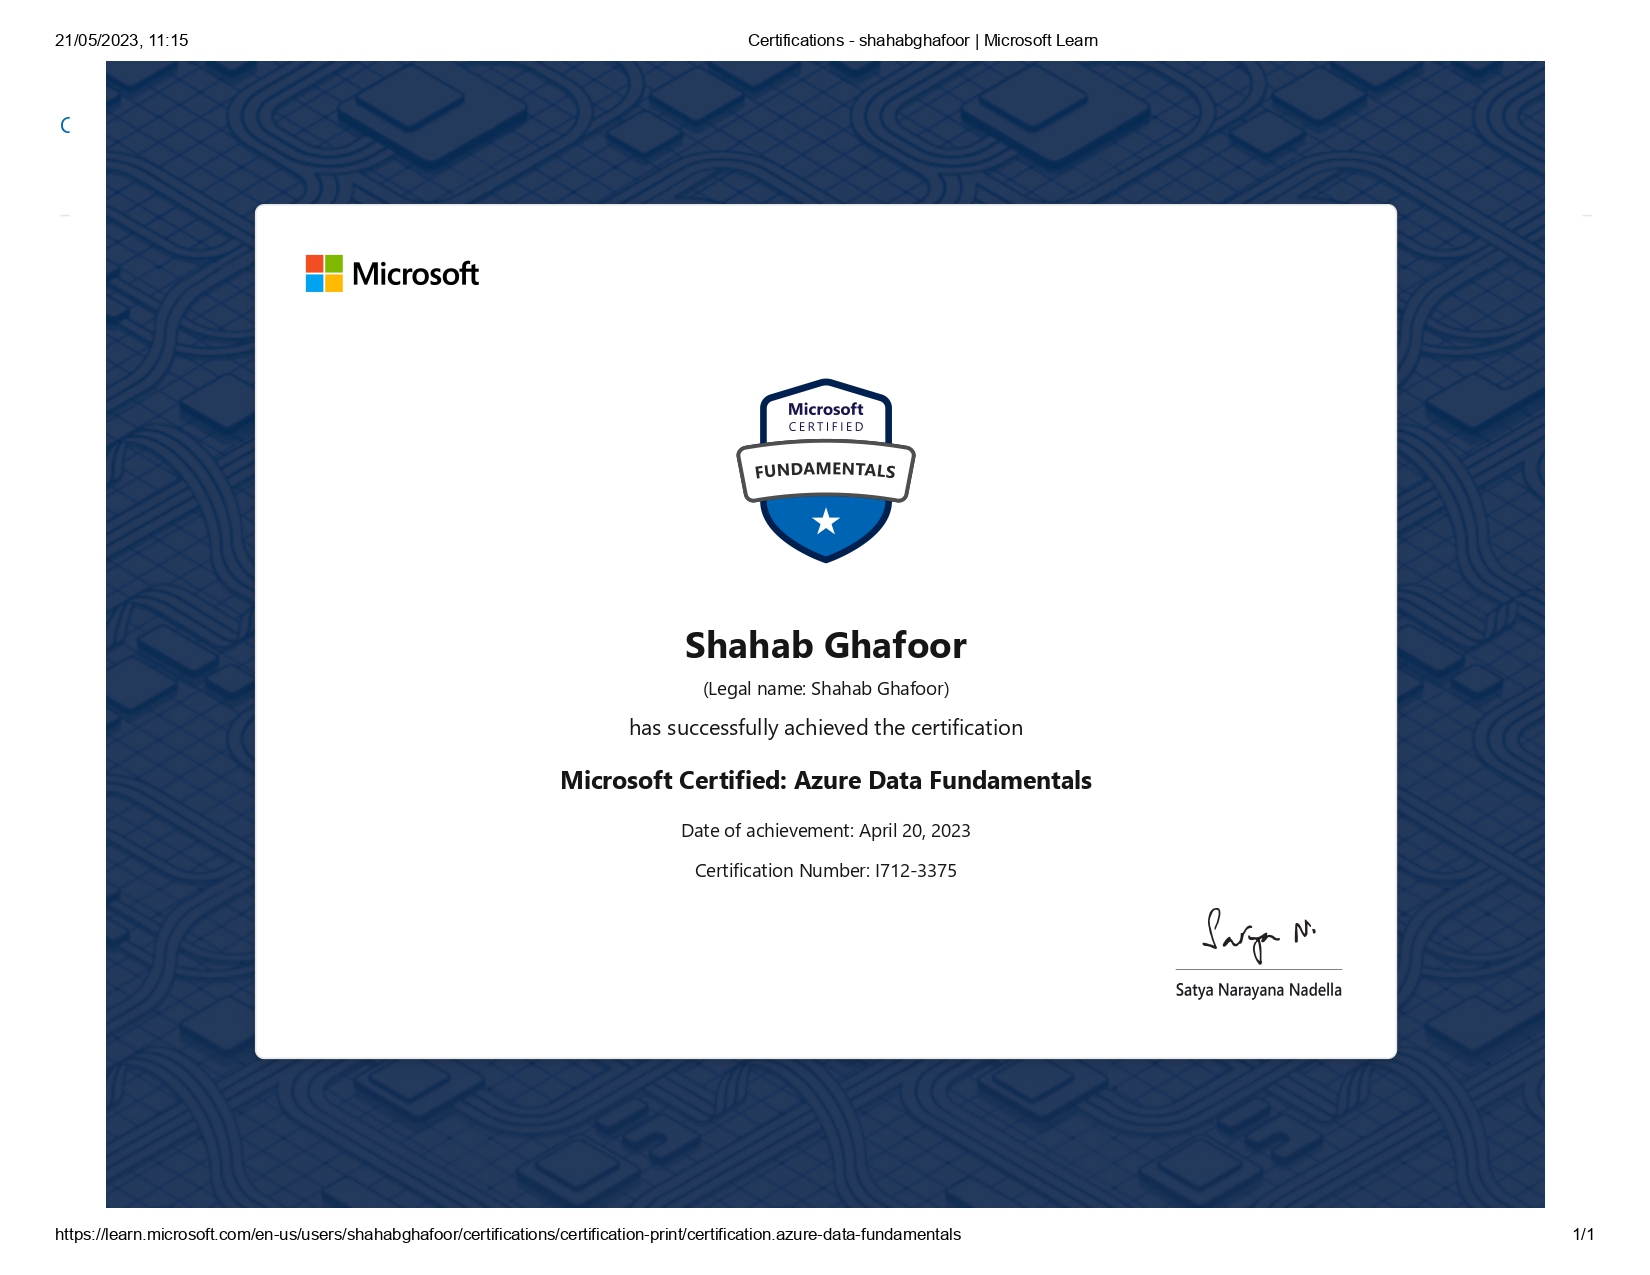 21/05/2023, 11:15
Certifications - shahabghafoor | Microsoft Learn
C
Microsoft
Microsoft
CERTIFIED
FUNDAMENTALS
Shahab Ghafoor
(Legal name: Shahab Ghafoor)
has successfully achieved the certification
Microsoft Certified: Azure Data Fundamentals
Date of achievement: April 20, 2023
Certification Number: I712-3375
Satya N.
Satya Narayana Nadella
https://learn.microsoft.com/en-us/users/shahabghafoor/certifications/certification-print/certification.azure-data-fundamentals
1/1